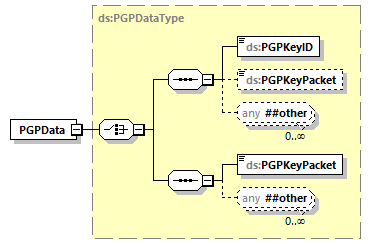 ds:PGPDataType
ds:PGPKeyID
ds:PGPKeyPacket
any ##other
0..∞
PGPData
ds:PGPKeyPacket
any ##other
0..∞